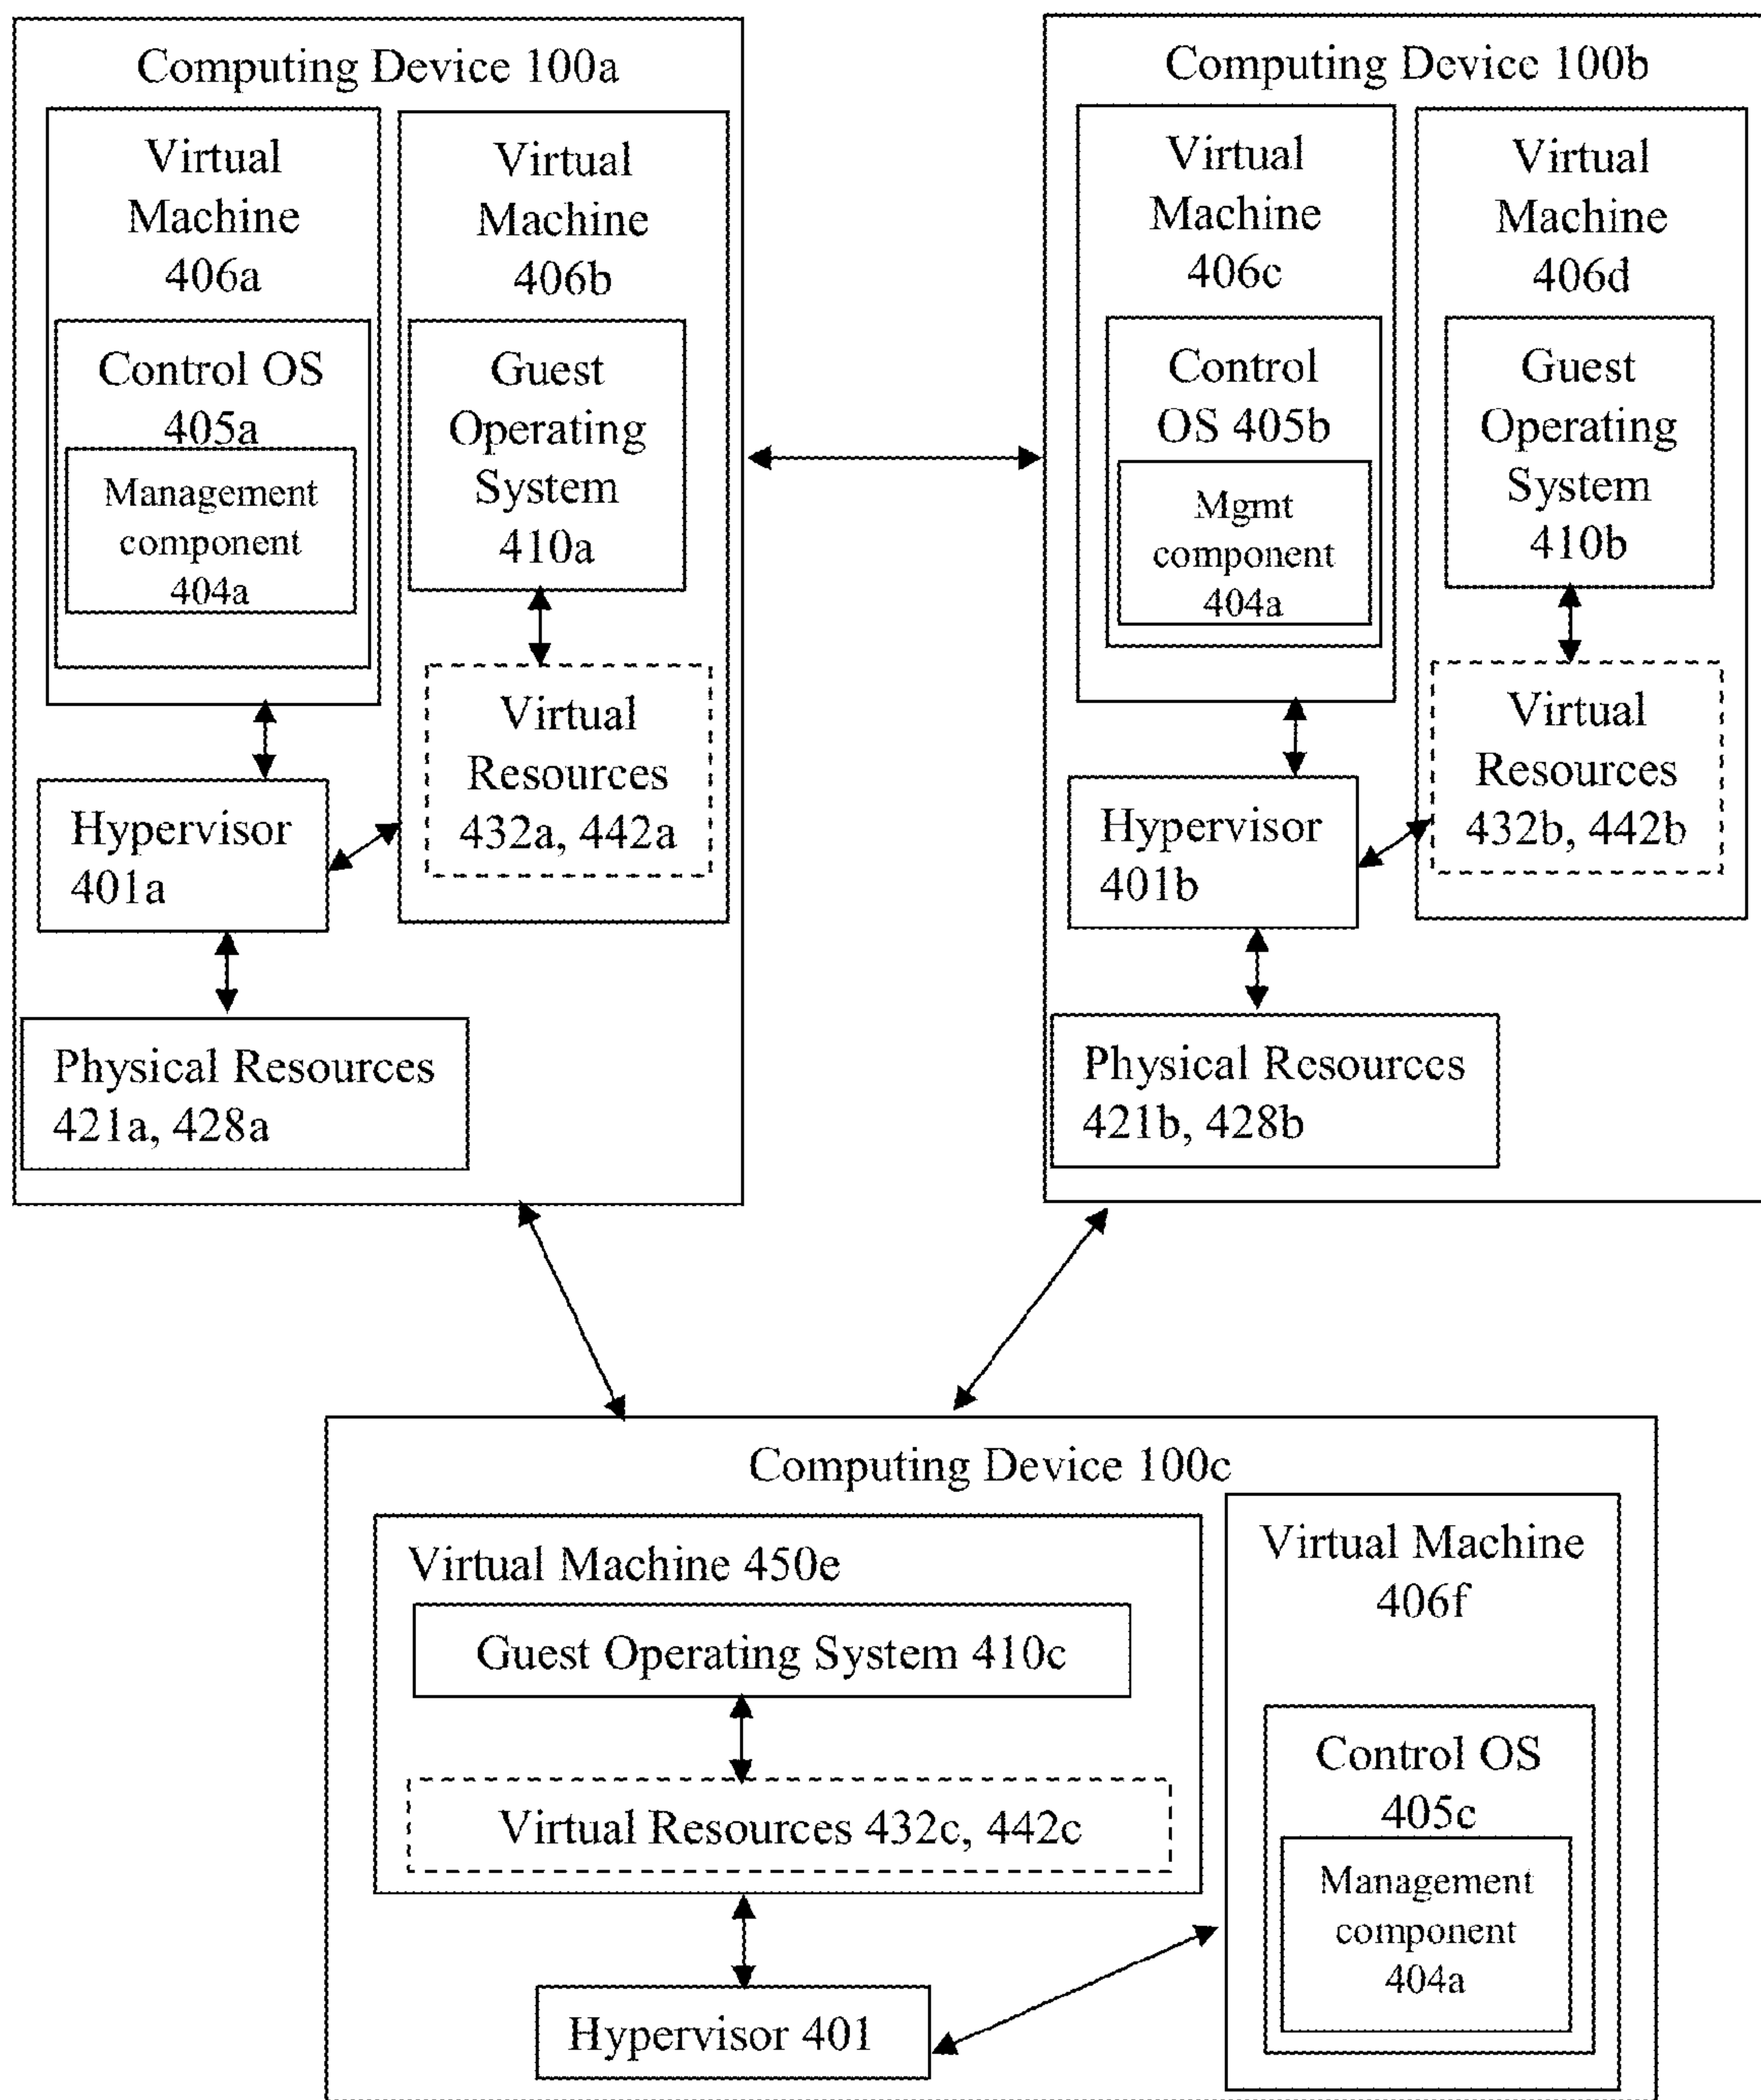 Computing Device 100a
Virtual
Machine
406a
Control OS
405a
Management
component
404a
Virtual
Machine
406b
Guest
Operating
System
410a
Virtual
Resources
432a, 442a
Hypervisor
401a
Physical Resources
421a, 428a
Computing Device 100b
Virtual
Machine
406c
Control
OS 405b
Mgmt
component
404a
Virtual
Machine
406d
Guest
Operating
System
410b
Virtual
Resources
432b, 442b
Hypervisor
401b
Physical Resources
421b, 428b
Computing Device 100c
Virtual Machine 450e
Guest Operating System 410c
Virtual Resources 432c, 442c
Hypervisor 401
Virtual Machine
406f
Control OS
405c
Management
component
404a